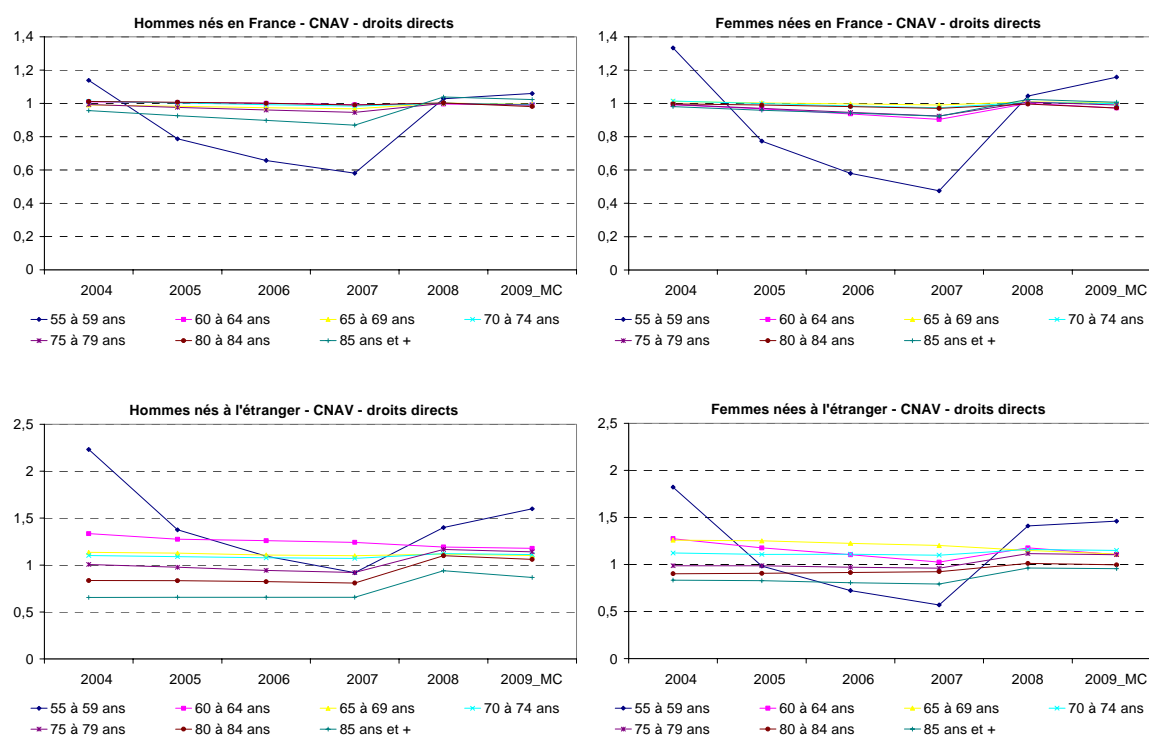 Hommes nés en France - CNAV - droits directs
1,4
1,2
1
0,8
0,6
0,4
0,2
0
2004 2005 2006 2007 2008 2009_MC
55 à 59 ans 60 à 64 ans 65 à 69 ans 70 à 74 ans
75 à 79 ans 80 à 84 ans 85 ans et +
Femmes nées en France - CNAV - droits directs
1,4
1,2
1
0,8
0,6
0,4
0,2
0
2004 2005 2006 2007 2008 2009_MC
55 à 59 ans 60 à 64 ans 65 à 69 ans 70 à 74 ans
75 à 79 ans 80 à 84 ans 85 ans et +
Hommes nés à l'étranger - CNAV - droits directs
2,5
2
1,5
1
0,5
0
2004 2005 2006 2007 2008 2009_MC
55 à 59 ans 60 à 64 ans 65 à 69 ans 70 à 74 ans
75 à 79 ans 80 à 84 ans 85 ans et +
Femmes nées à l'étranger - CNAV - droits directs
2,5
2
1,5
1
0,5
0
2004 2005 2006 2007 2008 2009_MC
55 à 59 ans 60 à 64 ans 65 à 69 ans 70 à 74 ans
75 à 79 ans 80 à 84 ans 85 ans et +